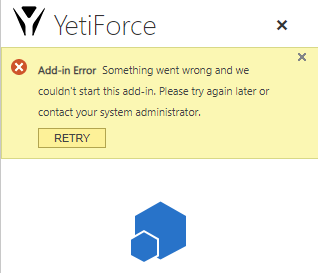 YetiForce
Add-in Error Something went wrong and we
couldn't start this add-in. Please try again later or
contact your system administrator.
RETRY